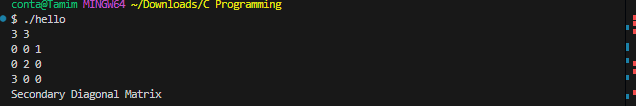 conta@Tamim MINGW64 ~/Downloads/C Programming
$ ./hello
3 3
0 0 1
0 2 0
3 0 0
Secondary Diagonal Matrix